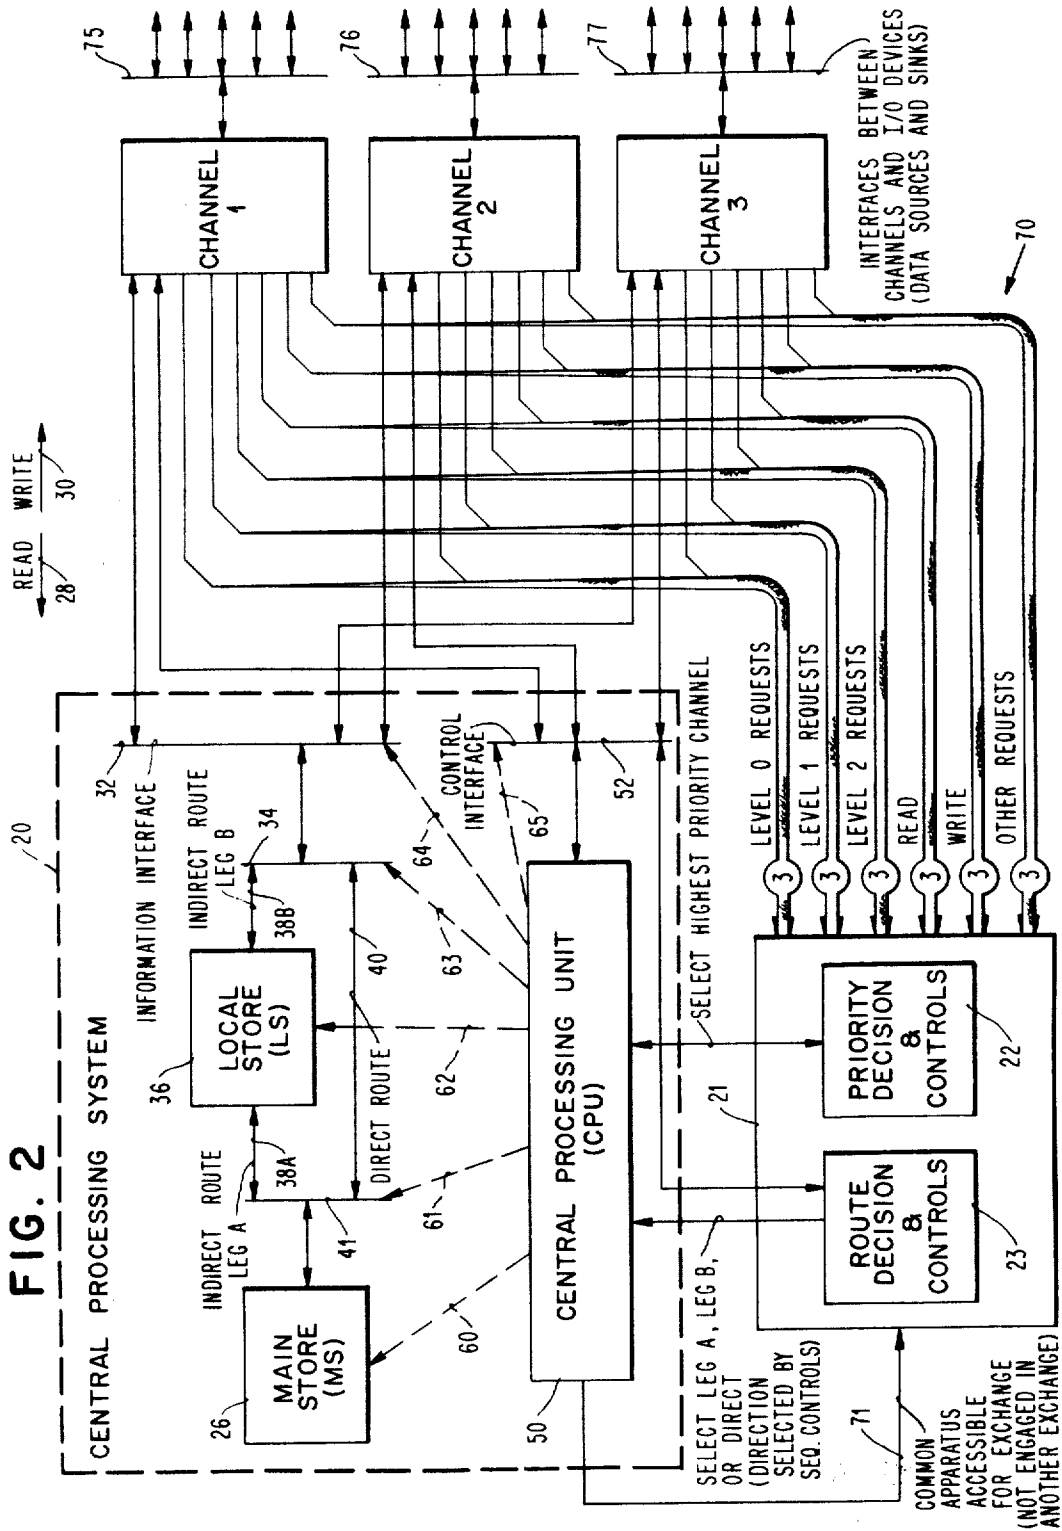 FIG. 2
READ WRITE
28 30
20
CENTRAL PROCESSING SYSTEM
32
INFORMATION INTERFACE
INDIRECT ROUTE
LEG B
34
38B
36
LOCAL
STORE
(LS)
INDIRECT ROUTE
LEG A
38A
41
40
DIRECT ROUTE
26
MAIN
STORE
(MS)
60
61
62
63
64
65
CONTROL
INTERFACE
52
50
CENTRAL PROCESSING UNIT
(CPU)
75
CHANNEL
1
76
CHANNEL
2
77
CHANNEL
3
INTERFACES BETWEEN
CHANNELS AND I/O DEVICES
(DATA SOURCES AND SINKS)
70
SELECT HIGHEST PRIORITY CHANNEL
LEVEL 0 REQUESTS
3
LEVEL 1 REQUESTS
3
LEVEL 2 REQUESTS
3
READ
3
WRITE
3
OTHER REQUESTS
3
SELECT LEG A, LEG B,
OR DIRECT
(DIRECTION
SELECTED BY
SEQ. CONTROLS)
21
ROUTE
DECISION
&
CONTROLS
23
PRIORITY
DECISION
&
CONTROLS
22
71
COMMON
APPARATUS
ACCESSIBLE
FOR EXCHANGE
(NOT ENGAGED IN
ANOTHER EXCHANGE)